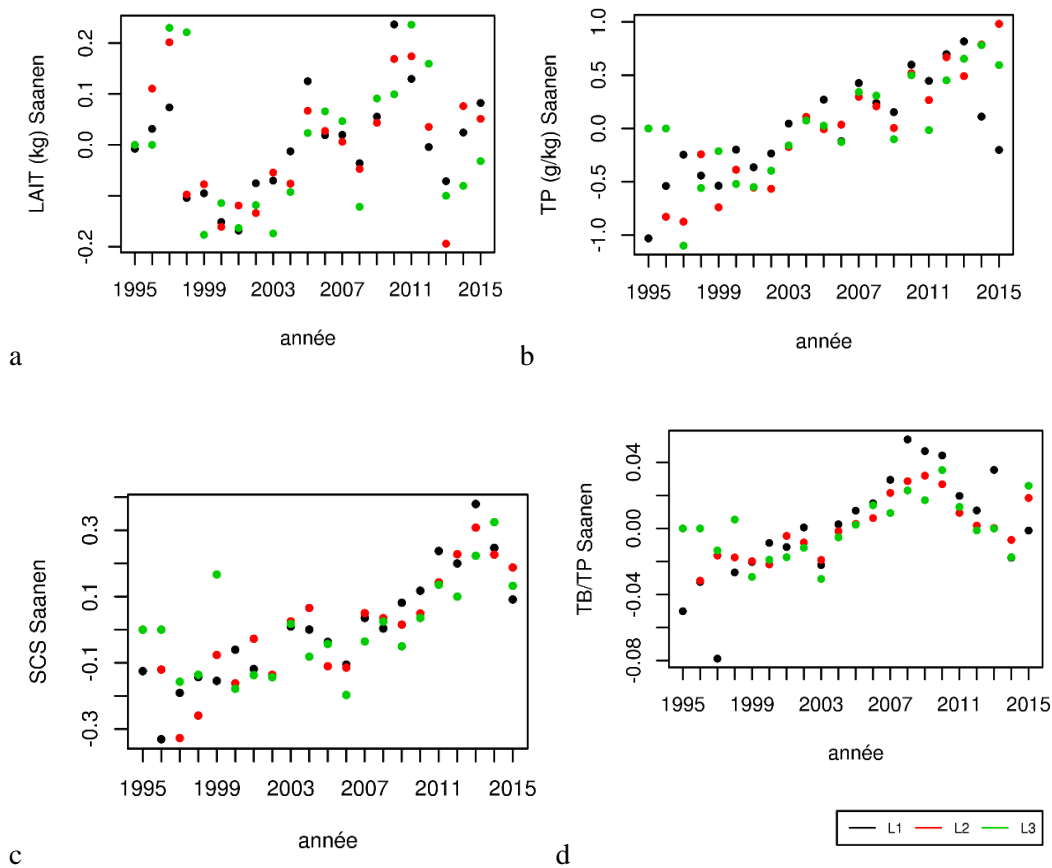 LAIT (kg) Saanen
0.2
0.1
0.0
-0.2
1995 1999 2003 2007 2011 2015
année
a
TP (g/kg) Saanen
1.0
0.5
0.0
-0.5
-1.0
1995 1999 2003 2007 2011 2015
année
b
SCS Saanen
0.3
0.1
-0.1
-0.3
1995 1999 2003 2007 2011 2015
année
c
TB/TP Saanen
0.04
0.00
-0.04
-0.08
1995 1999 2003 2007 2011 2015
année
d
L1 L2 L3